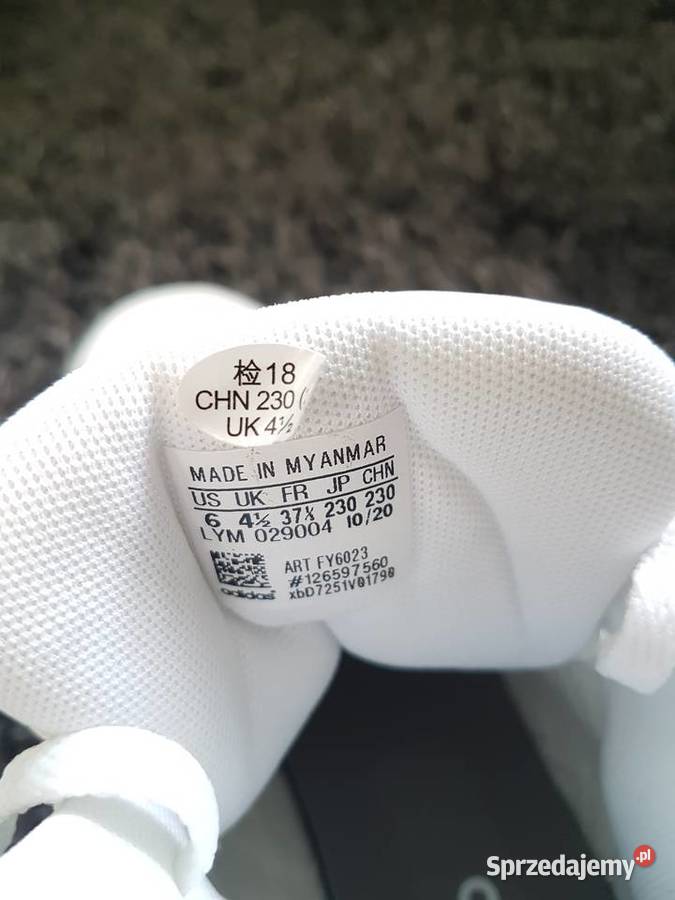 检18
CHN 230 (
UK 4½
MADE IN MYANMAR
US UK FR JP CHN
6 4½ 37⅓ 230 230
LYM 029004 10/20
ART FY6023
#126597560
xbD7251V01790
adidas
Sprzedajemy.pl